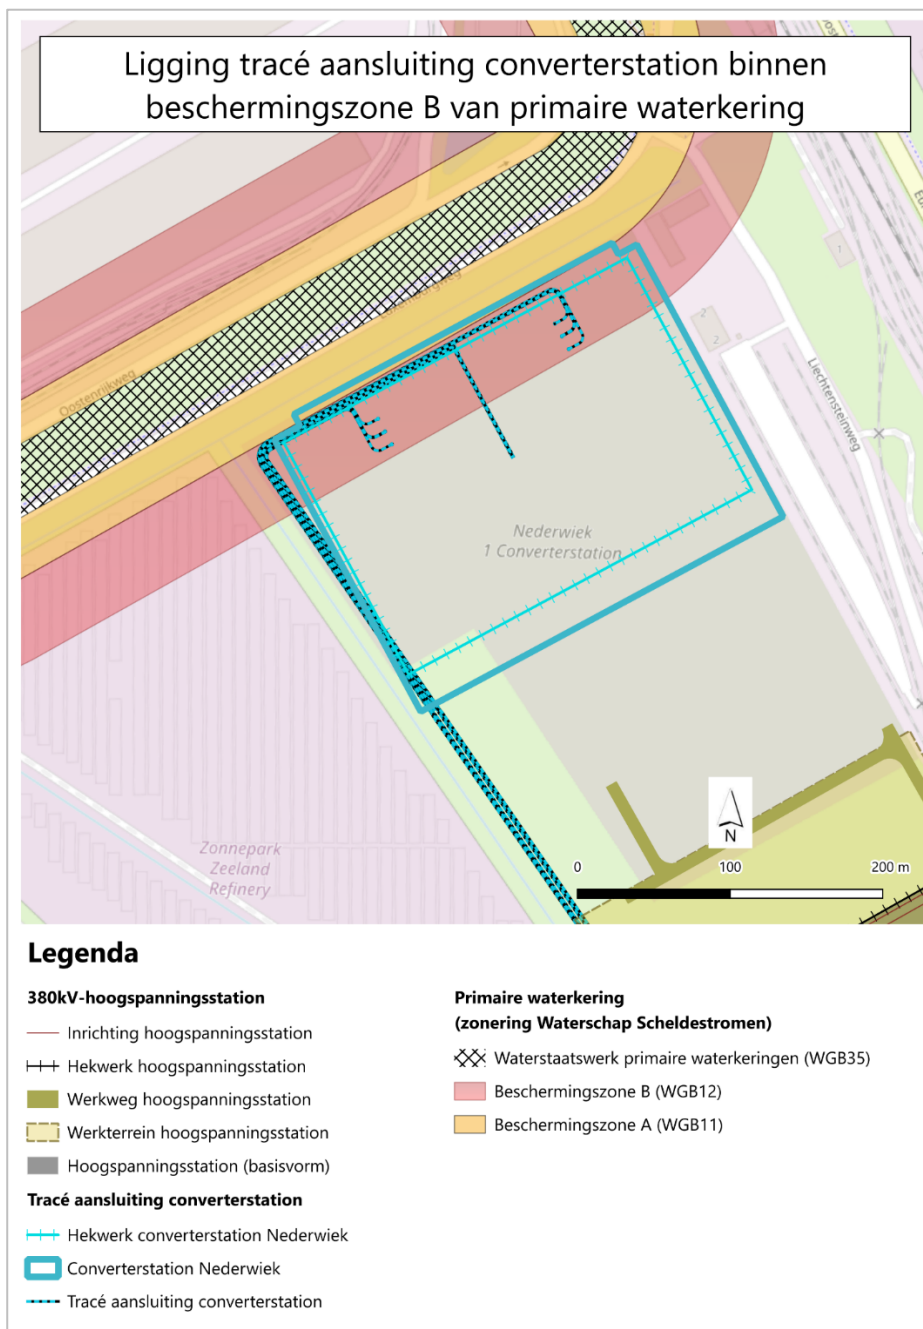 Ligging tracé aansluiting converterstation binnen
beschermingszone B van primaire waterkering
Oostenrijkweg
Liechtensteinweg
1
2
2
Nederwiek
1 Converterstation
Zonnepark
Zeeland
Refinery
N
0 100 200 m
Legenda
380kV-hoogspanningsstation
Inrichting hoogspanningsstation
Hekwerk hoogspanningsstation
Werkweg hoogspanningsstation
Werkterrein hoogspanningsstation
Hoogspanningsstation (basisvorm)
Tracé aansluiting converterstation
Hekwerk converterstation Nederwiek
Converterstation Nederwiek
Tracé aansluiting converterstation
Primaire waterkering
(zonering Waterschap Scheldestromen)
Waterstaatswerk primaire waterkeringen (WGB35)
Beschermingszone B (WGB12)
Beschermingszone A (WGB11)